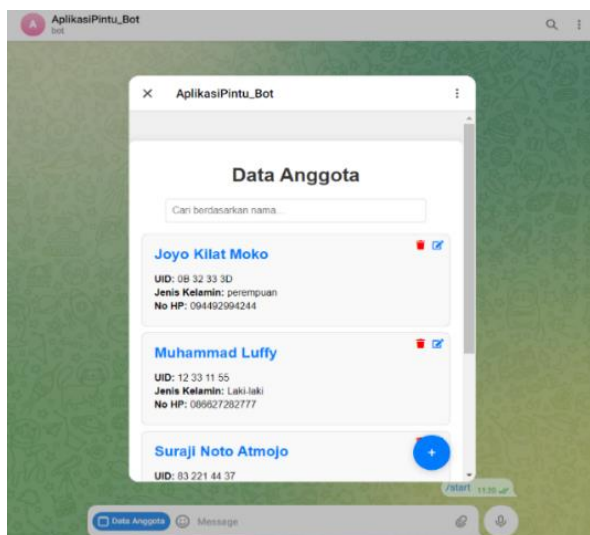 A
AplikasiPintu_Bot
bot
AplikasiPintu_Bot
Data Anggota
Cari berdasarkan nama...
Joyo Kilat Moko
UID: 0B 32 33 3D
Jenis Kelamin: perempuan
No HP: 094492994244
Muhammad Luffy
UID: 12 33 11 55
Jenis Kelamin: Laki-laki
No HP: 086627282777
Suraji Noto Atmojo
UID: 83 221 44 37
/start
Data Anggota
Message